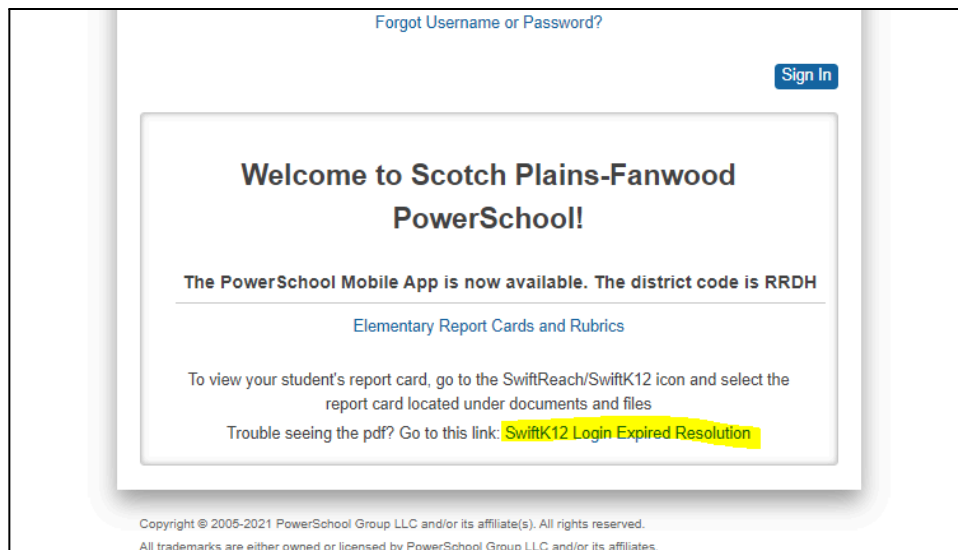 Forgot Username or Password?
Sign In
Welcome to Scotch Plains-Fanwood
PowerSchool!
The PowerSchool Mobile App is now available. The district code is RRDH
Elementary Report Cards and Rubrics
To view your student's report card, go to the SwiftReach/SwiftK12 icon and select the
report card located under documents and files
Trouble seeing the pdf? Go to this link: SwiftK12 Login Expired Resolution
Copyright © 2005-2021 PowerSchool Group LLC and/or its affiliate(s). All rights reserved.
All trademarks are either owned or licensed by PowerSchool Group LLC and/or its affiliates.